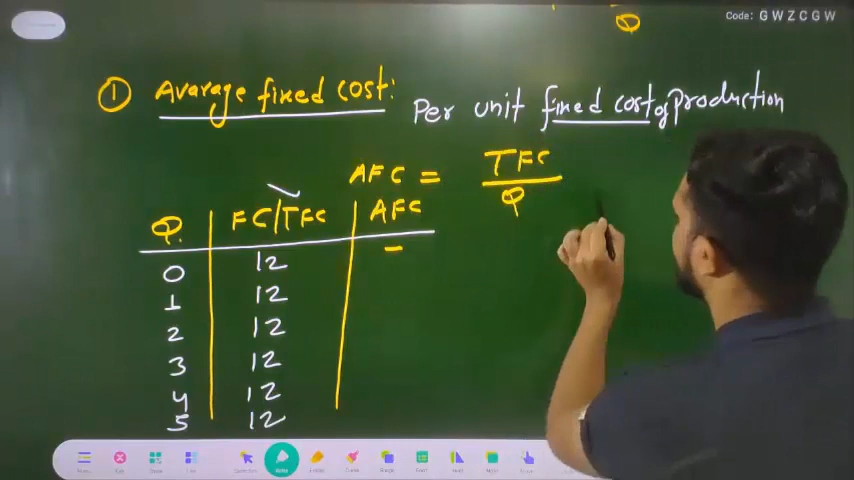 Code: GWZCGW
Q
① Avarage fixed cost: Per unit fixed cost of production
AFC = TFC
Q
Q. FC/TFC AFC
0 12 -
1 12
2 12
3 12
4 12
5 12